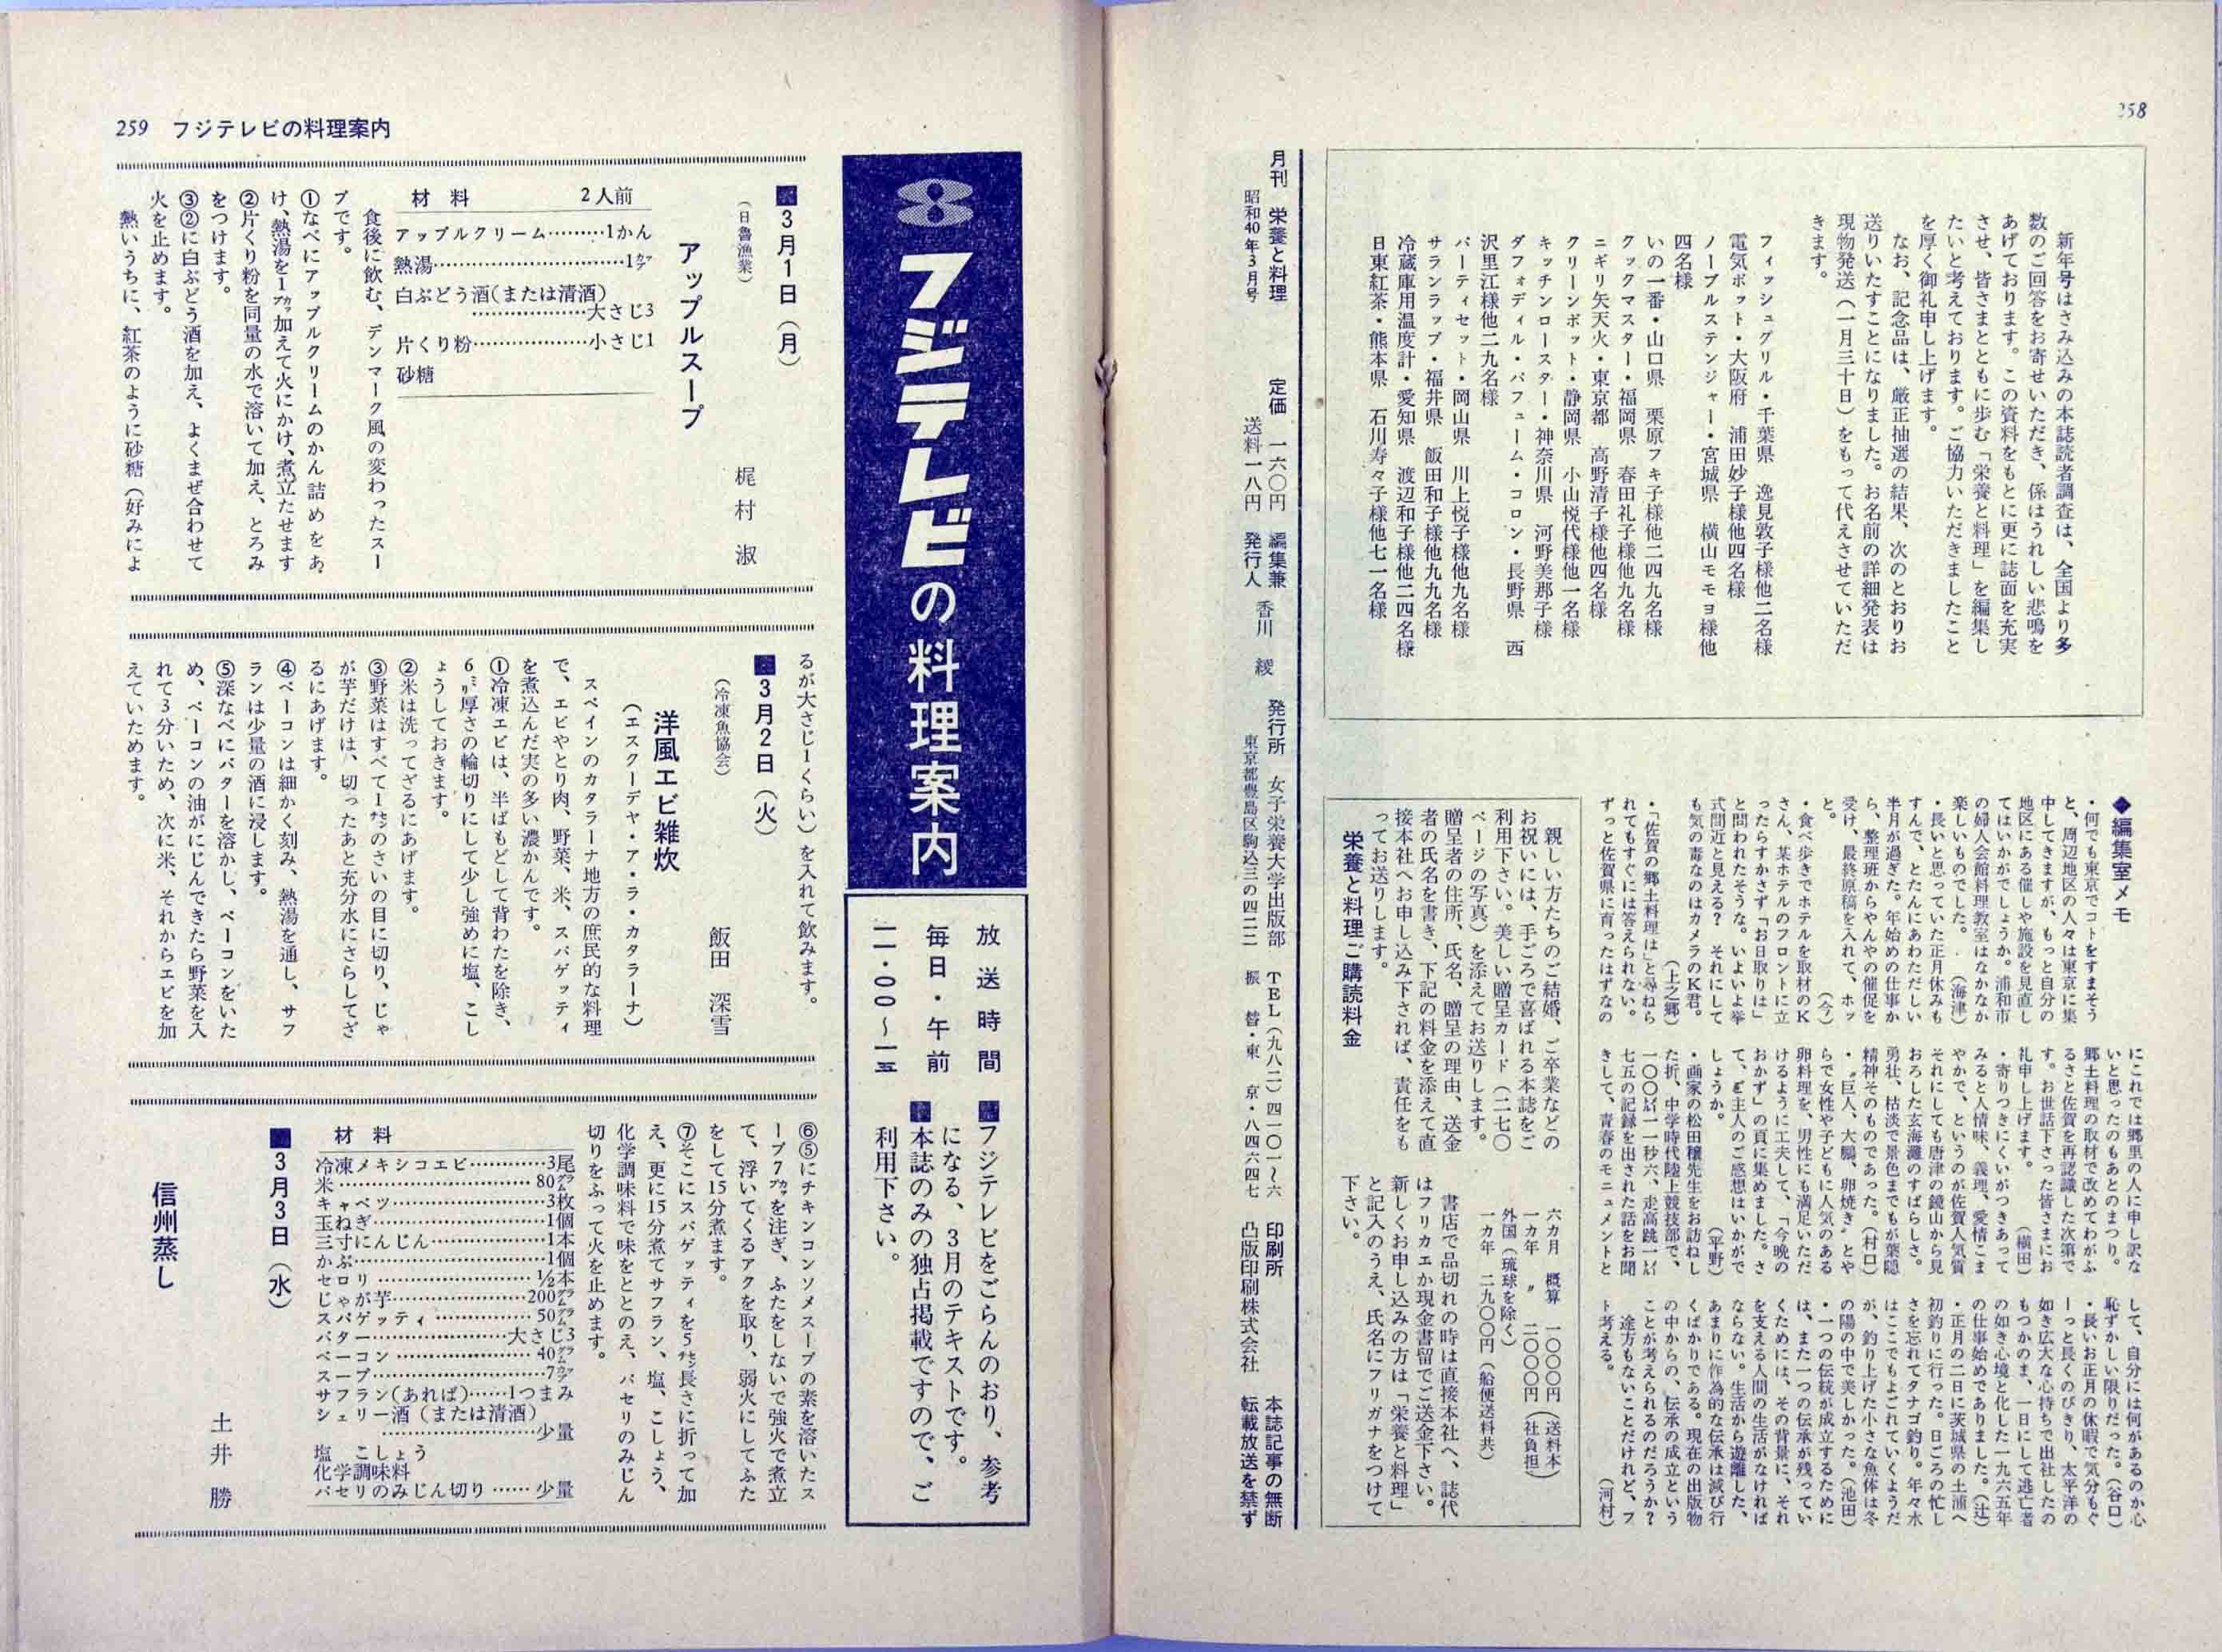 258
新年号はさみ込みの本誌読者調査は、全国より多
数のご回答をお寄せいただき、係はうれしい悲鳴を
あげております。この資料をもとに更に誌面を充実
させ、皆さまとともに歩む「栄養と料理」を編集し
たいと考えております。ご協力いただきましたこと
を厚く御礼申し上げます。
なお、記念品は、厳正抽選の結果、次のとおりお
送りいたすことになりました。お名前の詳細発表は
現物発送（一月三十日）をもって代えさせていただ
きます。
フィッシュグリル・千葉県　逸見敦子様他二名様
電気ポット・大阪府　浦田妙子様他四名様
ノーブルステンジャー・宮城県　横山モモヨ様他
四名様
いの一番・山口県　栗原フキ子様他二四九名様
クックマスター・福岡県　春田礼子様他九名様
ニギリ矢天火・東京都　高野清子様他四名様
クリーンポット・静岡県　小山悦代様他一名様
キッチンロースター・神奈川県　河野美那子様
ダフォディル・パフューム・コロン・長野県　西
沢里江様他二九名様
パーティセット・岡山県　川上悦子様他九名様
サランラップ・福井県　飯田和子様他九九名様
冷蔵庫用温度計・愛知県　渡辺和子様他二四名様
日東紅茶・熊本県　石川寿々子様他七一名様
◆編集室メモ
・何でも東京でコトをすまそう
と、周辺地区の人々は東京に集
中してきますが、もっと自分の
地区にある催しや施設を見直し
てはいかがでしょうか。浦和市
の婦人会館料理教室はなかなか
楽しいものでした。（海津）
・長いと思っていた正月休みも
すんで、とたんにあわただしい
半月が過ぎた。年始めの仕事か
ら、整理班からやんやの催促を
受け、最終原稿を入れて、ホッ
と。（今）
・食べ歩きでホテルを取材のK
さん、某ホテルのフロントに立
ったらすかさず「お日取りは」
と問われたそうな。いよいよ挙
式間近と見える？　それにして
も気の毒なのはカメラのK君。
（上之郷）
・「佐賀の郷土料理は」と尋ねら
れてもすぐには答えられない。
ずっと佐賀県に育ったはずなの
にこれでは郷里の人に申し訳な
いと思ったのもあとのまつり。
郷土料理の取材で改めてわがふ
るさと佐賀を再認識した次第で
す。お世話下さった皆さまにお
礼申し上げます。（横田）
・寄りつきにくいがつきあって
みると人情味、義理、愛情こま
やかで、というのが佐賀人気質
それにしても唐津の鏡山から見
おろした玄海灘のすばらしさ。
勇壮、枯淡で景色までもが葉隠
精神そのものであった。（村口）
・〝巨人、大鵬、卵焼き〟とや
らで女性や子どもに人気のある
卵料理を、男性にも満足いただ
けるように工夫して、「今晩の
おかず」の頁に集めました。さ
て、ご主人のご感想はいかがで
しょうか。（平野）
・画家の松田穰先生をお訪ねし
た折、中学時代陸上競技部で、
一〇〇㍍一一秒六、走高跳一㍍
七五の記録を出された話をお聞
きして、青春のモニュメントと
して、自分には何があるのか心
恥ずかしい限りだった。（谷口）
・長いお正月の休暇で気分もぐ
ーっと長くのびきり、太平洋の
如き広大な心持ちで出社したの
もつかのま、一日にして逃亡者
の如き心境と化した一九六五年
の仕事始めでありました。（辻）
・正月の二日に茨城県の土浦へ
初釣りに行った。日ごろの忙し
さを忘れてタナゴ釣り。年々水
はここでもよごれていくようだ
が、釣り上げた小さな魚体は冬
の陽の中で美しかった。（池田）
・一つの伝統が成立するために
は、また一つの伝承が残ってい
くためには、その背景に、それ
を支える人間の生活がなければ
ならない。生活から遊離した、
あまりに作為的な伝承は滅び行
くばかりである。現在の出版物
の中からの、伝承の成立という
ことが考えられるのだろうか？
途方もないことだけれど、フ
ト考える。（河村）
親しい方たちのご結婚、ご卒業などの
お祝いには、手ごろで喜ばれる本誌をご
利用下さい。美しい贈呈カード（二七〇
ページの写真）を添えてお送りします。
贈呈者の住所、氏名、贈呈の理由、送金
者の氏名を書き、下記の料金を添えて直
接本社へお申し込み下されば、責任をも
ってお送りします。
栄養と料理ご購読料金
六カ月　概算　一〇〇〇円（送料本）
一カ年　〃　二〇〇〇円（社負担）
外国（琉球を除く）
一カ年　二九〇〇円（船便送料共）
書店で品切れの時は直接本社へ、誌代
はフリカエか現金書留でご送金下さい。
新しくお申し込みの方は「栄養と料理」
と記入のうえ、氏名にフリガナをつけて
下さい。
月刊　栄養と料理　定価　一六〇円　編集兼　発行所　女子栄養大学出版部　TEL（九八二）四一〇一〜六　印刷所　本誌記事の無断
昭和40年3月号　送料一八円　発行人　香川　綾　東京都豊島区駒込三の四二二　振替・東京・八四六四七　凸版印刷株式会社　転載放送を禁ず
259　フジテレビの料理案内
フジテレビの料理案内
放送時間
毎日・午前
一一・〇〇〜一五
■フジテレビをごらんのおり、参考
になる、3月のテキストです。
■本誌のみの独占掲載ですので、ご
利用下さい。
■3月1日（月）
（日魯漁業）
梶村　淑
アップルスープ
材料　2人前
アップルクリーム………1かん
熱湯…………………………1㌍
白ぶどう酒(または清酒)
………………大さじ3
片くり粉………………小さじ1
砂糖
食後に飲む、デンマーク風の変わったスー
プです。
①なべにアップルクリームのかん詰めをあ
け、熱湯を1㌍加えて火にかけ、煮立たせます
②片くり粉を同量の水で溶いて加え、とろみ
をつけます。
③②に白ぶどう酒を加え、よくまぜ合わせて
火を止めます。
熱いうちに、紅茶のように砂糖（好みによ
るが大さじ1くらい）を入れて飲みます。
■3月2日（火）
（冷凍魚協会）
飯田　深雪
洋風エビ雑炊
（エスクーデヤ・ア・ラ・カタラーナ）
スペインのカタラーナ地方の庶民的な料理
で、エビやとり肉、野菜、米、スパゲッティ
を煮込んだ実の多い濃かんです。
①冷凍エビは、半ばもどして背わたを除き、
6㍉厚さの輪切りにして少し強めに塩、こし
ょうしておきます。
②米は洗ってざるにあげます。
③野菜はすべて1㌢のさいの目に切り、じゃ
が芋だけは、切ったあと充分水にさらしてざ
るにあげます。
④ベーコンは細かく刻み、熱湯を通し、サフ
ランは少量の酒に浸します。
⑤深なべにバターを溶かし、ベーコンをいた
め、ベーコンの油がにじんできたら野菜を入
れて3分いため、次に米、それからエビを加
えていためます。
⑥⑤にチキンコンソメスープの素を溶いたス
ープ7㌍を注ぎ、ふたをしないで強火で煮立
て、浮いてくるアクを取り、弱火にしてふた
をして15分煮ます。
⑦そこにスパゲッティを5㌢長さに折って加
え、更に15分煮てサフラン、塩、こしょう、
化学調味料で味をととのえ、パセリのみじん
切りをふって火を止めます。
材料
冷凍メキシコエビ…………3尾
米……………………………80㌘
キャベツ……………………3枚
玉ねぎ………………………1個
三寸にんじん………………1本
かぶ…………………………1個
セロリ………………………½本
じゃが芋…………………200㌘
スパゲッティ………………50㌘
バター…………………大さじ3
ベーコン……………………40㌘
スープ………………………7㌍
サフラン(あれば)……1つまみ
シェリー酒（または清酒）
………………………少量
塩　こしょう
化学調味料
パセリのみじん切り……少量
■3月3日（水）
土井　勝
信州蒸し